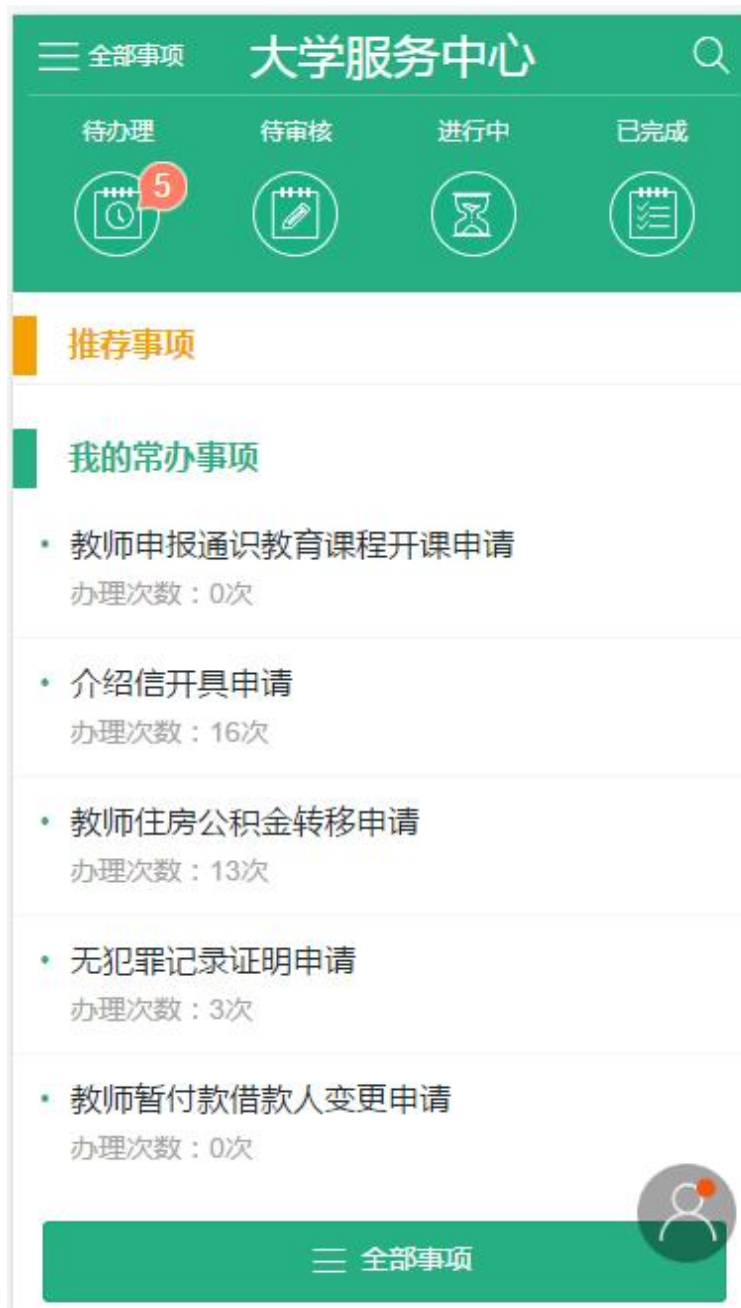 全部事项 大学服务中心
待办理 待审核 进行中 已完成
5
推荐事项
我的常办事项
教师申报通识教育课程开课申请
办理次数：0次
介绍信开具申请
办理次数：16次
教师住房公积金转移申请
办理次数：13次
无犯罪记录证明申请
办理次数：3次
教师暂付款借款人变更申请
办理次数：0次
全部事项